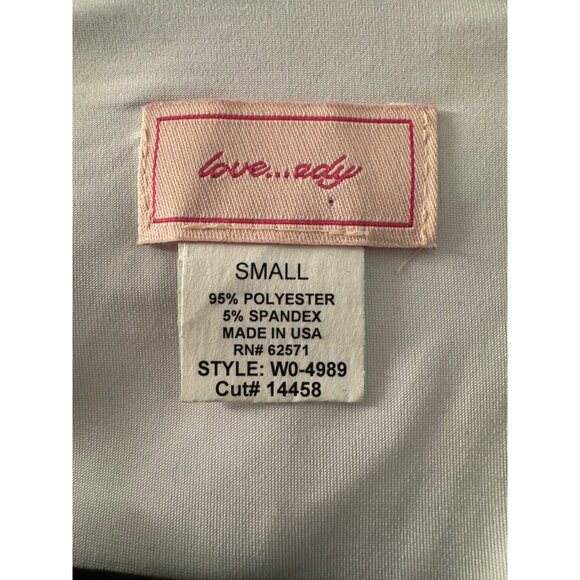 love...ady
SMALL
95% POLYESTER
5% SPANDEX
MADE IN USA
RN# 62571
STYLE: W0-4989
Cut# 14458